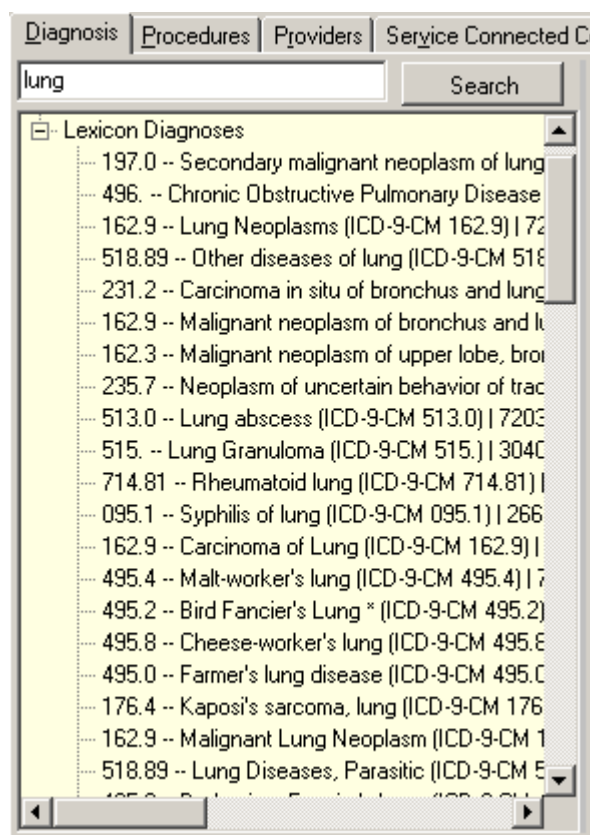 Diagnosis Procedures Providers Service Connected C
lung Search
Lexicon Diagnoses
197.0 -- Secondary malignant neoplasm of lung
496. -- Chronic Obstructive Pulmonary Disease
162.9 -- Lung Neoplasms (ICD-9-CM 162.9) | 72
518.89 -- Other diseases of lung (ICD-9-CM 518
231.2 -- Carcinoma in situ of bronchus and lung
162.9 -- Malignant neoplasm of bronchus and lu
162.3 -- Malignant neoplasm of upper lobe, bro
235.7 -- Neoplasm of uncertain behavior of trac
513.0 -- Lung abscess (ICD-9-CM 513.0) | 7203
515. -- Lung Granuloma (ICD-9-CM 515.) | 3040
714.81 -- Rheumatoid lung (ICD-9-CM 714.81) |
095.1 -- Syphilis of lung (ICD-9-CM 095.1) | 266
162.9 -- Carcinoma of Lung (ICD-9-CM 162.9) |
495.4 -- Malt-worker's lung (ICD-9-CM 495.4) | 7
495.2 -- Bird Fancier's Lung * (ICD-9-CM 495.2)
495.8 -- Cheese-worker's lung (ICD-9-CM 495.8
495.0 -- Farmer's lung disease (ICD-9-CM 495.0
176.4 -- Kaposi's sarcoma, lung (ICD-9-CM 176
162.9 -- Malignant Lung Neoplasm (ICD-9-CM 1
518.89 -- Lung Diseases, Parasitic (ICD-9-CM 5